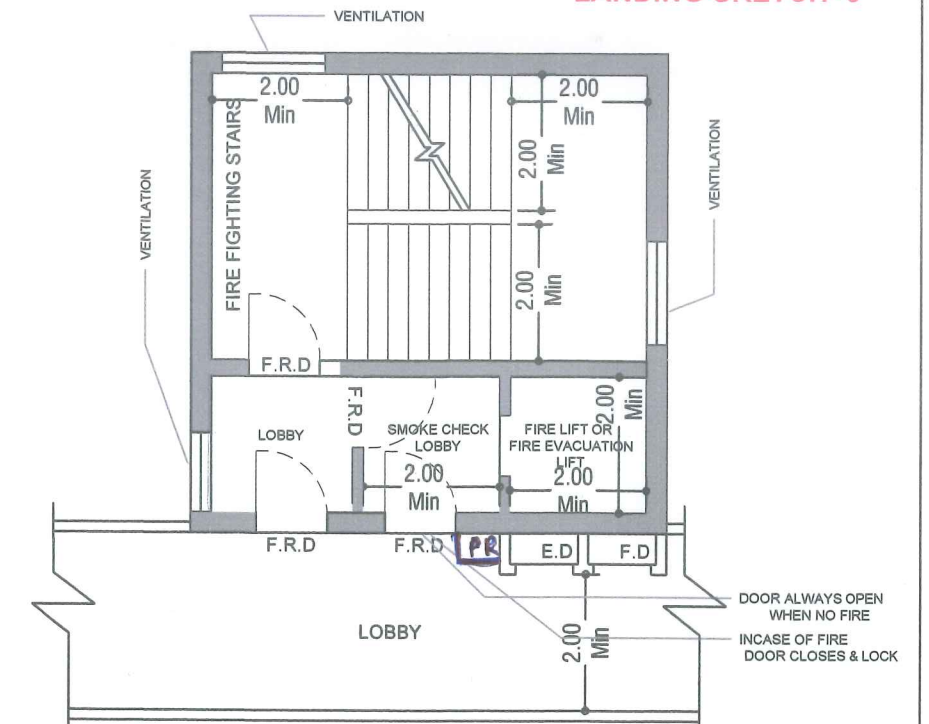 VENTILATION
2.00
Min
2.00
Min
FIRE FIGHTING STAIRS
2.00
Min
VENTILATION
VENTILATION
2.00
Min
F.R.D
F.R.D
2.00
Min
LOBBY
SMOKE CHECK
LOBBY
FIRE LIFT OR
FIRE EVACUATION
LIFT
2.00
Min
2.00
Min
F.R.D
F.R.D
PR
E.D
F.D
DOOR ALWAYS OPEN
WHEN NO FIRE
LOBBY
2.00
Min
INCASE OF FIRE
DOOR CLOSES & LOCK